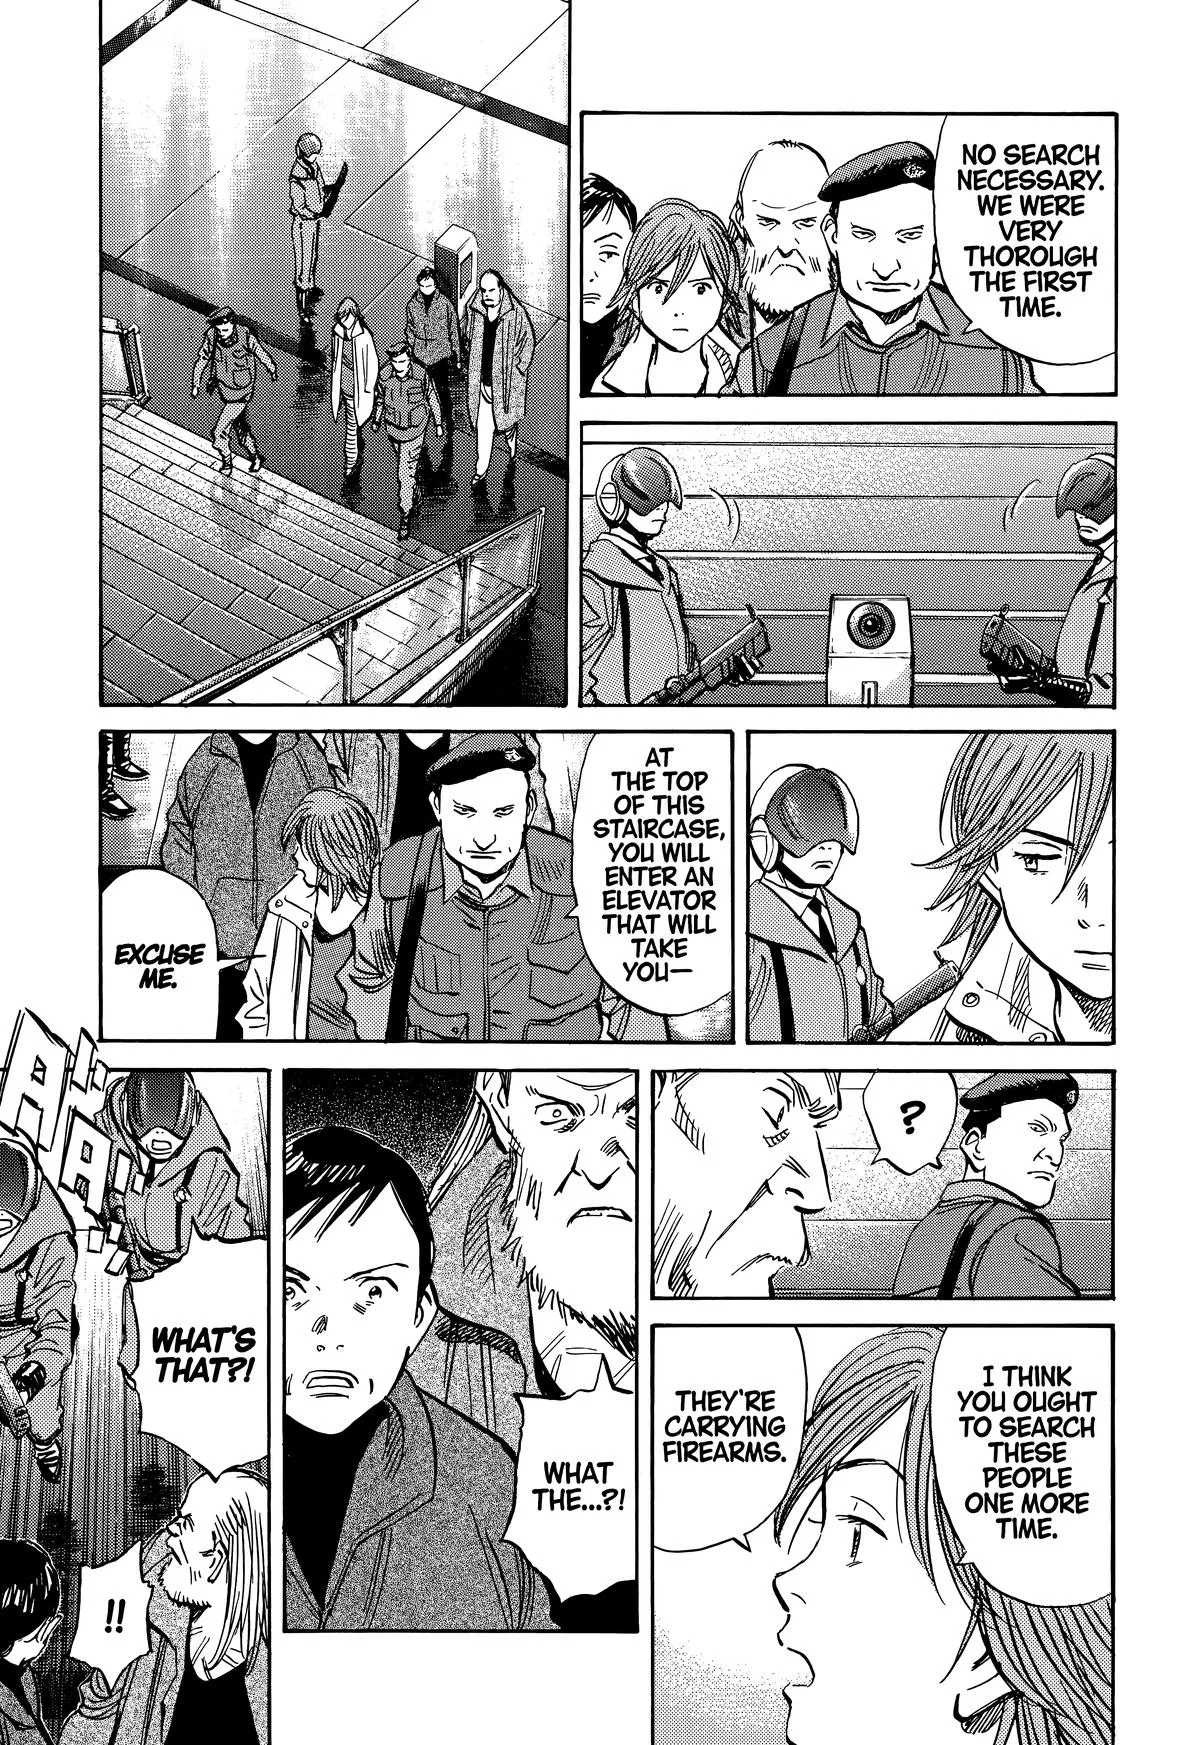 NO SEARCH
NECESSARY.
WE WERE
VERY
THOROUGH
THE FIRST
TIME.
AT
THE TOP
OF THIS
STAIRCASE,
YOU WILL
ENTER AN
ELEVATOR
THAT WILL
TAKE
YOU—
EXCUSE
ME.
?
I THINK
YOU OUGHT
TO SEARCH
THESE
PEOPLE
ONE MORE
TIME.
THEY'RE
CARRYING
FIREARMS.
WHAT
THE...?!
WHAT'S
THAT?!
!!